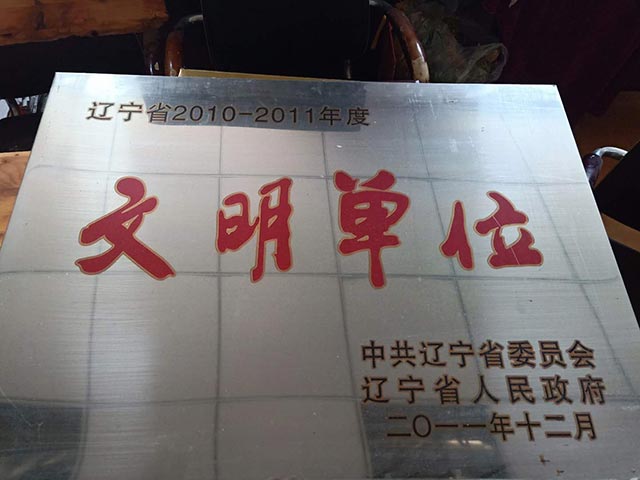 辽宁省2010-2011年度
文明单位
中共辽宁省委员会
辽宁省人民政府
二〇一一年十二月